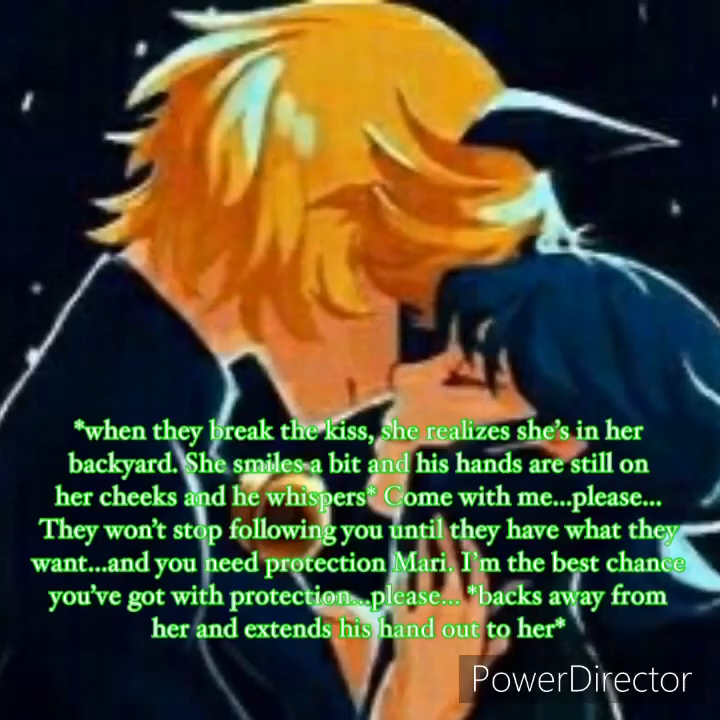 *when they break the kiss, she realizes she's in her
backyard. She smiles a bit and his hands are still on
her cheeks and he whispers* Come with me...please...
They won't stop following you until they have what they
want...and you need protection Mari. I'm the best chance
you've got with protection...please... *backs away from
her and extends his hand out to her*
PowerDirector